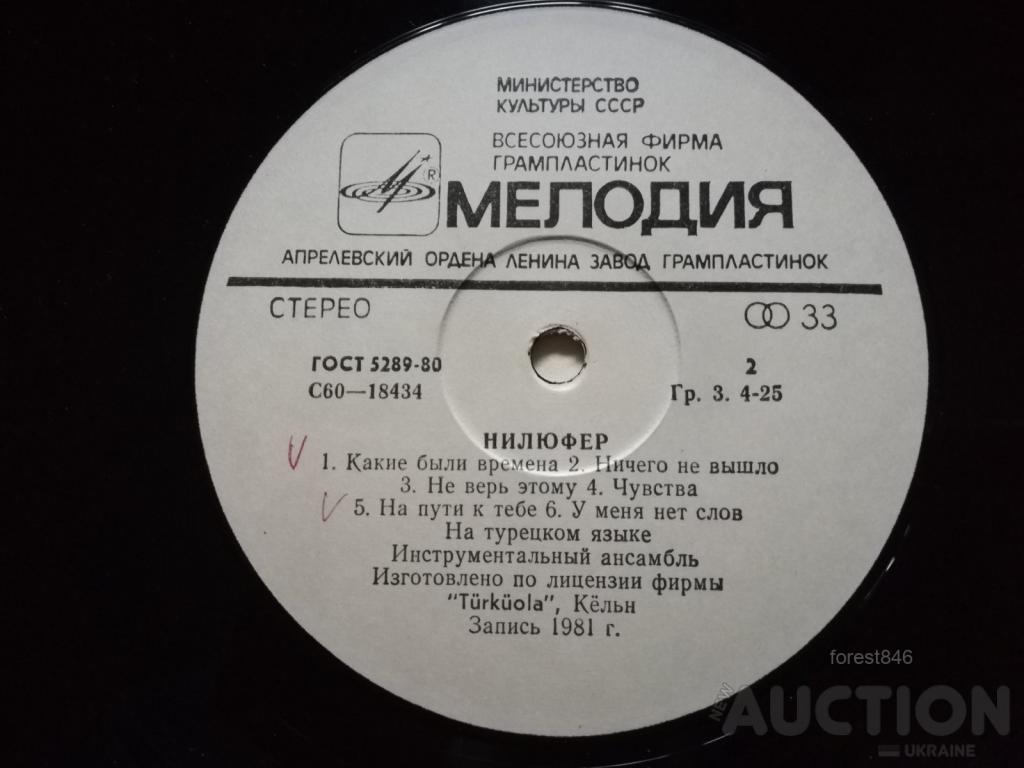 МИНИСТЕРСТВО
КУЛЬТУРЫ СССР
ВСЕСОЮЗНАЯ ФИРМА
ГРАМПЛАСТИНОК
®
МЕЛОДИЯ
АПРЕЛЕВСКИЙ ОРДЕНА ЛЕНИНА ЗАВОД ГРАМПЛАСТИНОК
СТЕРЕО
33
ГОСТ 5289-80
2
С60—18434
Гр. 3. 4-25
НИЛЮФЕР
1. Какие были времена 2. Ничего не вышло
3. Не верь этому 4. Чувства
5. На пути к тебе 6. У меня нет слов
На турецком языке
Инструментальный ансамбль
Изготовлено по лицензии фирмы
"Türküola", Кёльн
Запись 1981 г.
forest846
NEW AUCTION
UKRAINE